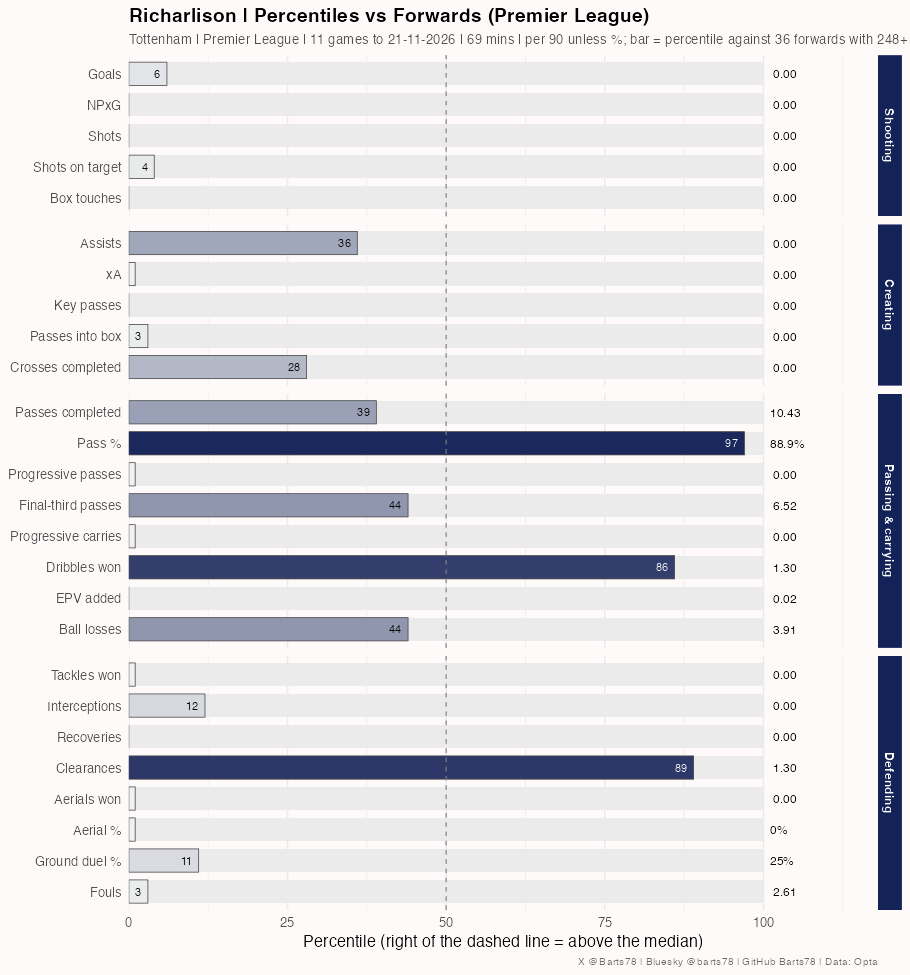 Richarlison | Percentiles vs Forwards (Premier League)
Tottenham | Premier League | 11 games to 21-11-2026 | 69 mins | per 90 unless %; bar = percentile against 36 forwards with 248+
Goals 6 0.00
NPxG 0.00
Shots 0.00
Shots on target 4 0.00
Box touches 0.00
Shooting
Assists 36 0.00
xA 0.00
Key passes 0.00
Passes into box 3 0.00
Crosses completed 28 0.00
Creating
Passes completed 39 10.43
Pass % 97 88.9%
Progressive passes 0.00
Final-third passes 44 6.52
Progressive carries 0.00
Dribbles won 86 1.30
EPV added 0.02
Ball losses 44 3.91
Passing & carrying
Tackles won 0.00
Interceptions 12 0.00
Recoveries 0.00
Clearances 89 1.30
Aerials won 0.00
Aerial % 0%
Ground duel % 11 25%
Fouls 3 2.61
Defending
0 25 50 75 100
Percentile (right of the dashed line = above the median)
X @Barts78 | Bluesky @barts78 | GitHub Barts78 | Data: Opta